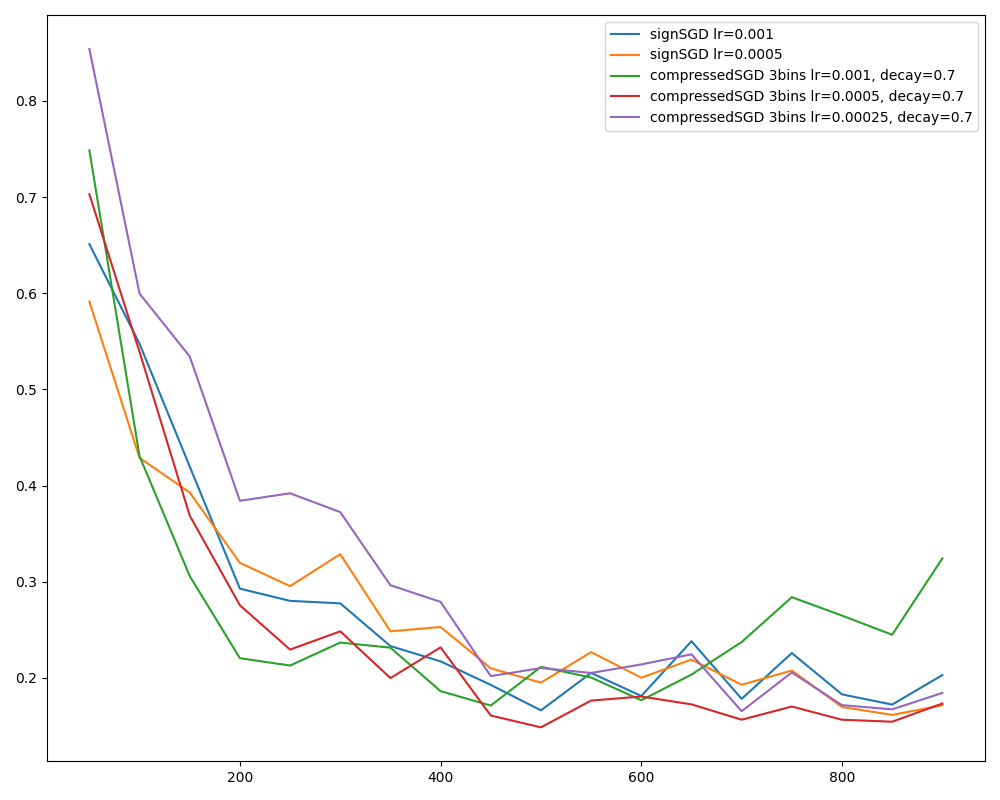 signSGD lr=0.001
signSGD lr=0.0005
compressedSGD 3bins lr=0.001, decay=0.7
compressedSGD 3bins lr=0.0005, decay=0.7
compressedSGD 3bins lr=0.00025, decay=0.7
0.8
0.7
0.6
0.5
0.4
0.3
0.2
200 400 600 800